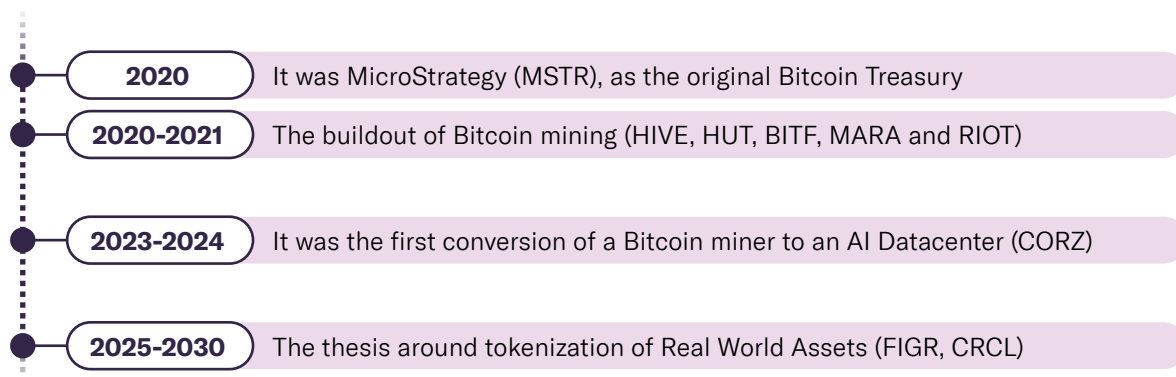 2020 It was MicroStrategy (MSTR), as the original Bitcoin Treasury
2020-2021 The buildout of Bitcoin mining (HIVE, HUT, BITF, MARA and RIOT)
2023-2024 It was the first conversion of a Bitcoin miner to an AI Datacenter (CORZ)
2025-2030 The thesis around tokenization of Real World Assets (FIGR, CRCL)